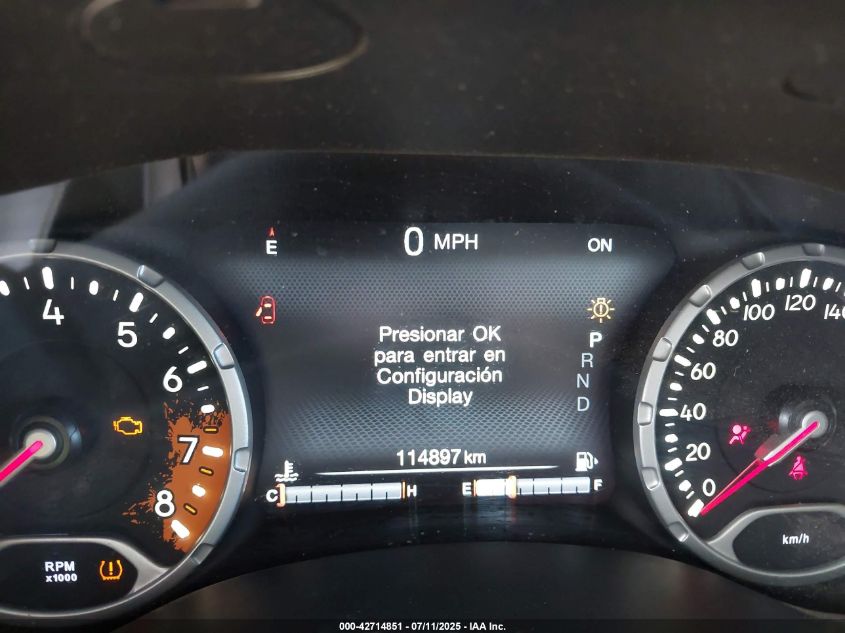 E
0 MPH
ON
Presionar OK
para entrar en
Configuración
Display
P
R
N
D
114897 km
C
H
E
F
4
5
6
7
8
RPM
x1000
0
20
40
60
80
100
120
140
km/h
000-42714851 - 07/11/2025 - IAA Inc.